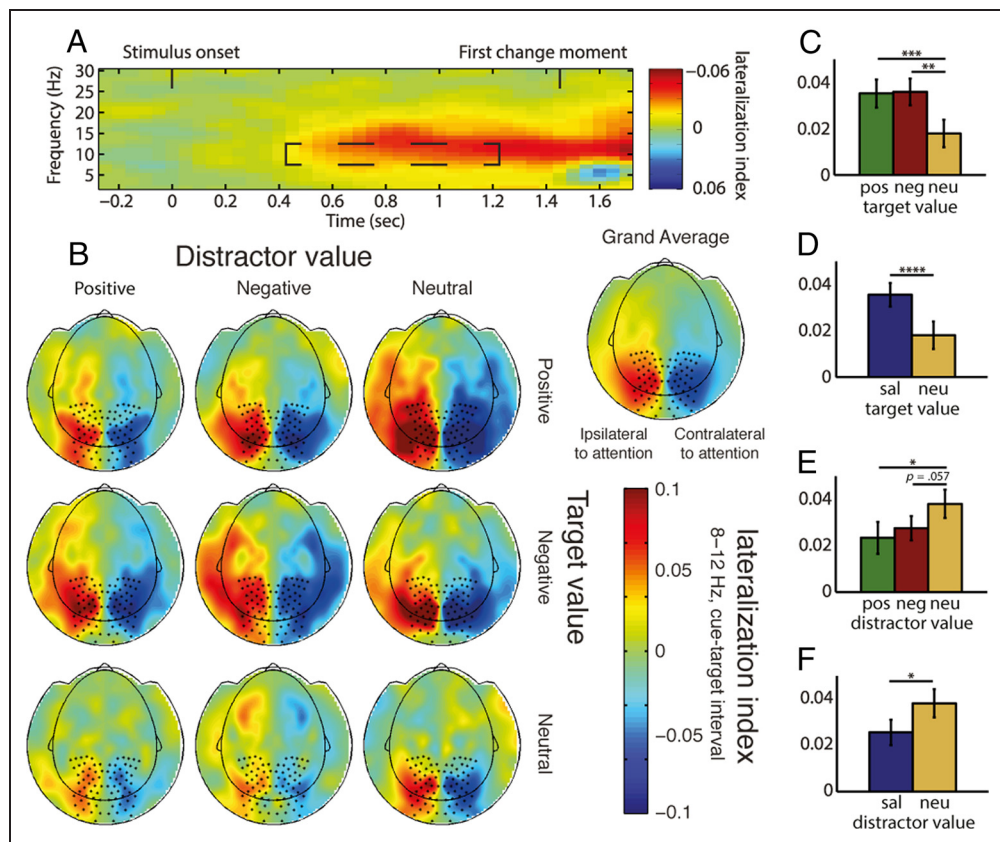 A
Stimulus onset
First change moment
Frequency (Hz)
30
25
20
15
10
5
−0.2
0
0.2
0.4
0.6
0.8
1
1.2
1.4
1.6
Time (sec)
−0.06
0
0.06
lateralization index
B
Distractor value
Positive
Negative
Neutral
Positive
Negative
Neutral
Target value
Grand Average
Ipsilateral
to attention
Contralateral
to attention
0.1
0.05
0
−0.05
−0.1
lateralization index
8–12 Hz, cue-target interval
C
***
**
0.04
0.02
0
pos neg neu
target value
D
****
0.04
0.02
0
sal neu
target value
E
*
p = .057
0.04
0.02
0
pos neg neu
distractor value
F
*
0.04
0.02
0
sal neu
distractor value